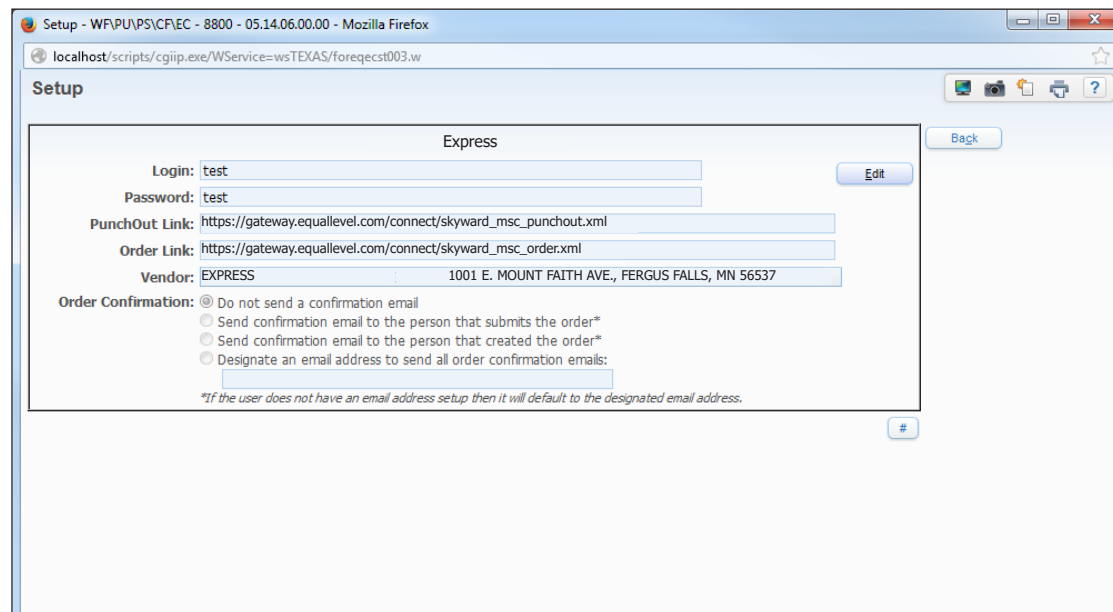 Setup - WF\PU\PS\CF\EC - 8800 - 05.14.06.00.00 - Mozilla Firefox
localhost/scripts/cgiip.exe/WService=wsTEXAS/foreqecst003.w
Setup
?
Express
Back
Login: test
Edit
Password: test
PunchOut Link: https://gateway.equallevel.com/connect/skyward_msc_punchout.xml
Order Link: https://gateway.equallevel.com/connect/skyward_msc_order.xml
Vendor: EXPRESS 1001 E. MOUNT FAITH AVE., FERGUS FALLS, MN 56537
Order Confirmation: Do not send a confirmation email
Send confirmation email to the person that submits the order*
Send confirmation email to the person that created the order*
Designate an email address to send all order confirmation emails:
*If the user does not have an email address setup then it will default to the designated email address.
#